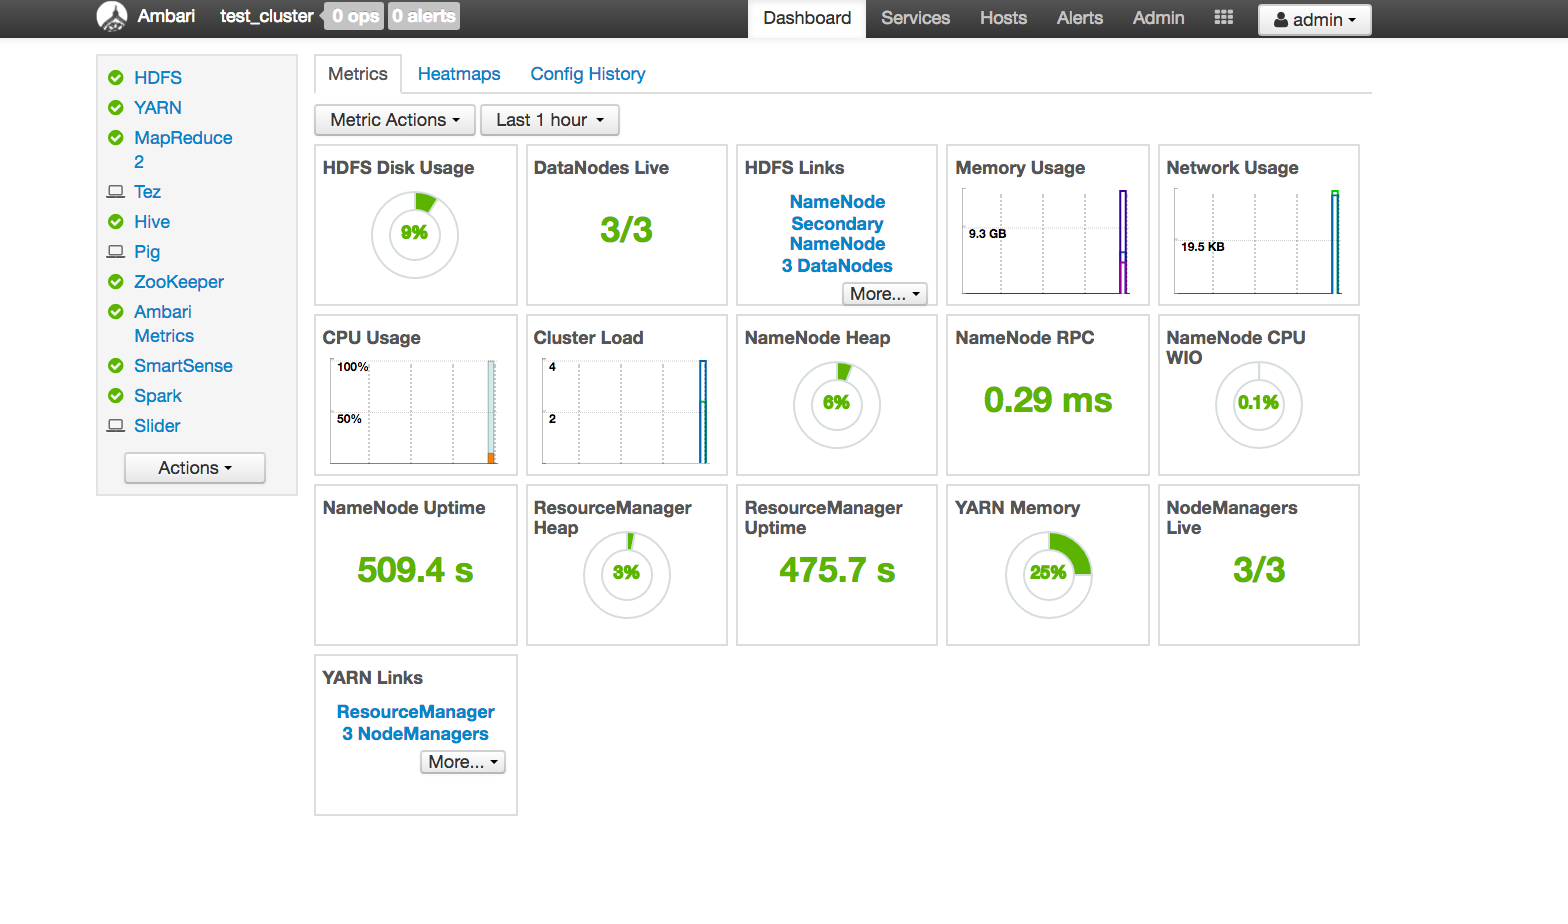 Ambari test_cluster 0 ops 0 alerts Dashboard Services Hosts Alerts Admin admin
HDFS
YARN
MapReduce
2
Tez
Hive
Pig
ZooKeeper
Ambari
Metrics
SmartSense
Spark
Slider
Actions
Metrics Heatmaps Config History
Metric Actions Last 1 hour
HDFS Disk Usage
9%
DataNodes Live
3/3
HDFS Links
NameNode
Secondary
NameNode
3 DataNodes
More...
Memory Usage
9.3 GB
Network Usage
19.5 KB
CPU Usage
100%
50%
Cluster Load
4
2
NameNode Heap
6%
NameNode RPC
0.29 ms
NameNode CPU
WIO
0.1%
NameNode Uptime
509.4 s
ResourceManager
Heap
3%
ResourceManager
Uptime
475.7 s
YARN Memory
25%
NodeManagers
Live
3/3
YARN Links
ResourceManager
3 NodeManagers
More...